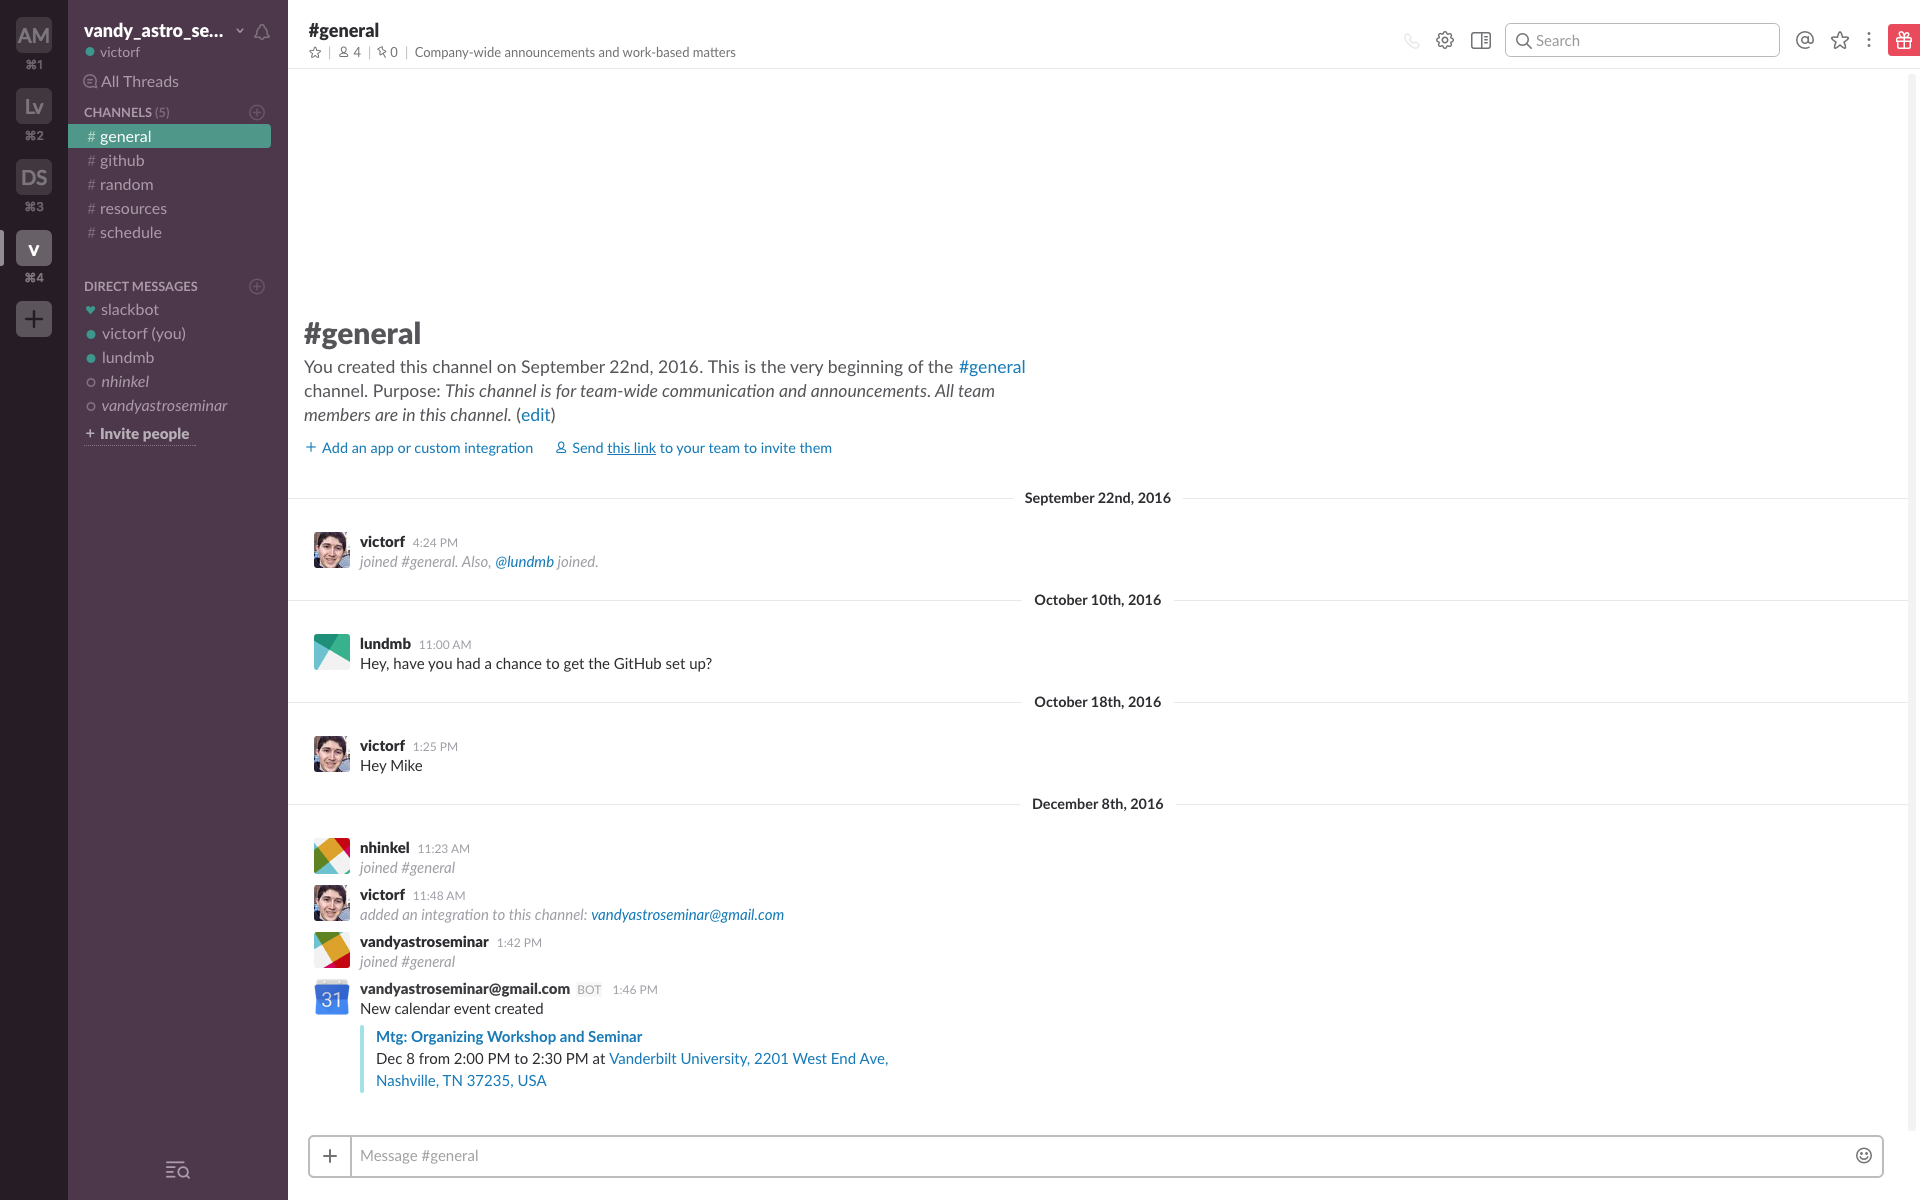 AM
⌘1
Lv
⌘2
DS
⌘3
v
⌘4
vandy_astro_se...
victorf
All Threads
CHANNELS (5)
# general
# github
# random
# resources
# schedule
DIRECT MESSAGES
slackbot
victorf (you)
lundmb
nhinkel
vandyastroseminar
+ Invite people
#general
4 | 0 | Company-wide announcements and work-based matters
Search
#general
You created this channel on September 22nd, 2016. This is the very beginning of the #general
channel. Purpose: This channel is for team-wide communication and announcements. All team
members are in this channel. (edit)
+ Add an app or custom integration Send this link to your team to invite them
September 22nd, 2016
victorf 4:24 PM
joined #general. Also, @lundmb joined.
October 10th, 2016
lundmb 11:00 AM
Hey, have you had a chance to get the GitHub set up?
October 18th, 2016
victorf 1:25 PM
Hey Mike
December 8th, 2016
nhinkel 11:23 AM
joined #general
victorf 11:48 AM
added an integration to this channel: vandyastroseminar@gmail.com
vandyastroseminar 1:42 PM
joined #general
31
vandyastroseminar@gmail.com BOT 1:46 PM
New calendar event created
Mtg: Organizing Workshop and Seminar
Dec 8 from 2:00 PM to 2:30 PM at Vanderbilt University, 2201 West End Ave,
Nashville, TN 37235, USA
Message #general